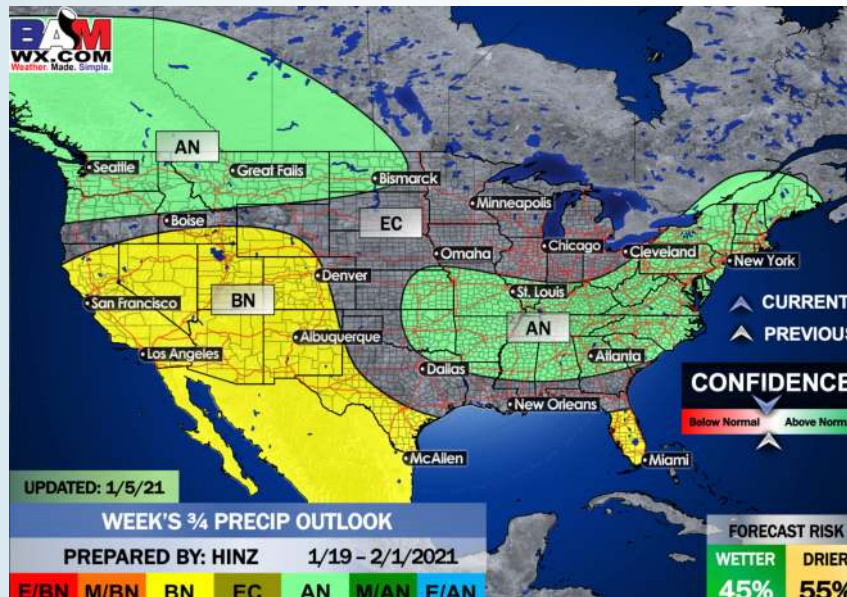 BAM
WX.COM
Weather. Made. Simple.
AN
Seattle
Great Falls
Bismarck
Minneapolis
Boise
EC
Omaha
Chicago
Cleveland
New York
Denver
San Francisco
BN
St. Louis
AN
CURRENT
PREVIOUS
Albuquerque
Los Angeles
Atlanta
Dallas
CONFIDENCE
New Orleans
Below Normal
Above Norm
McAllen
Miami
UPDATED: 1/5/21
WEEK'S ¾ PRECIP OUTLOOK
PREPARED BY: HINZ 1/19 – 2/1/2021
E/BN M/BN BN EC AN M/AN E/AN
FORECAST RISK
WETTER DRIER
45% 55%